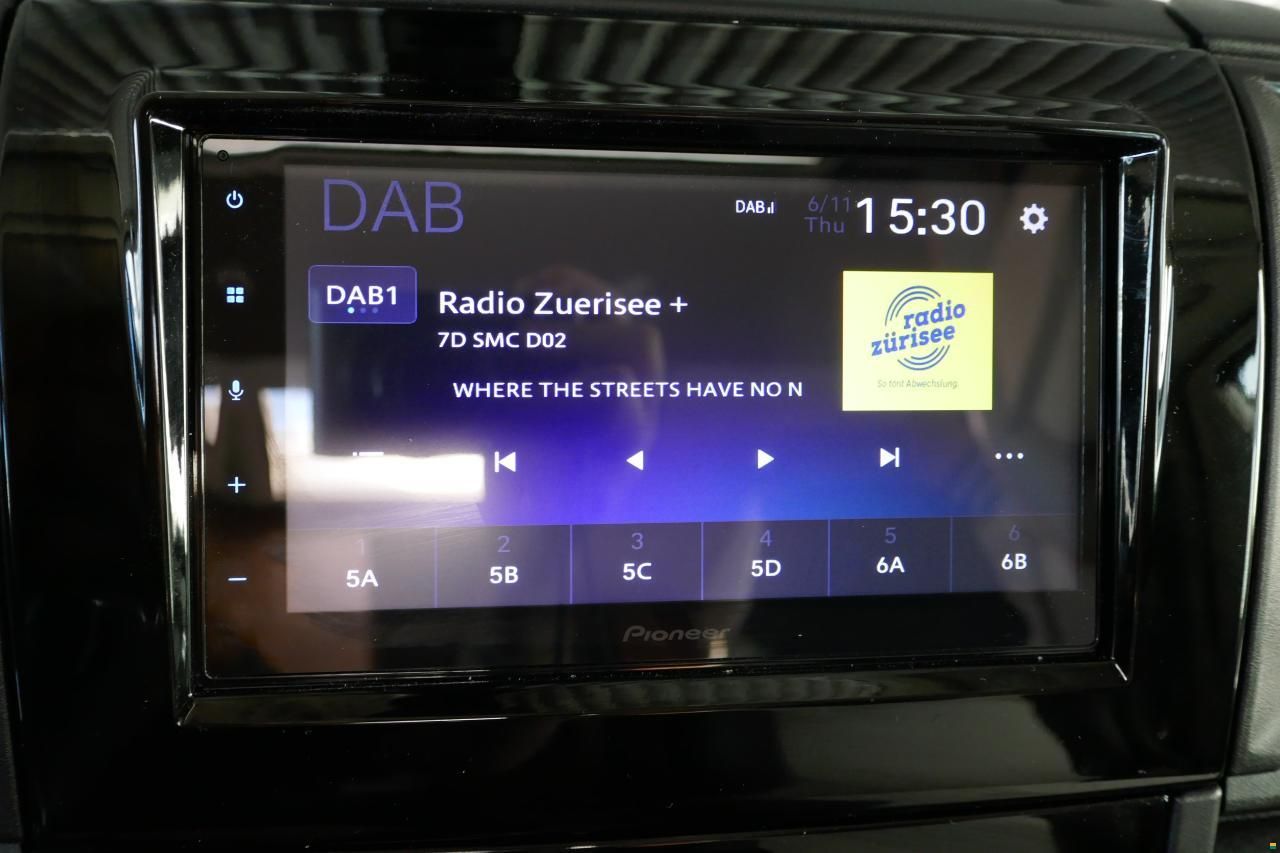 DAB
DAB
6/11
Thu
15:30
DAB1
Radio Zuerisee +
7D SMC D02
WHERE THE STREETS HAVE NO N
radio
zürisee
So tönt Abwechslung.
1
2
3
4
5
6
5A
5B
5C
5D
6A
6B
Pioneer